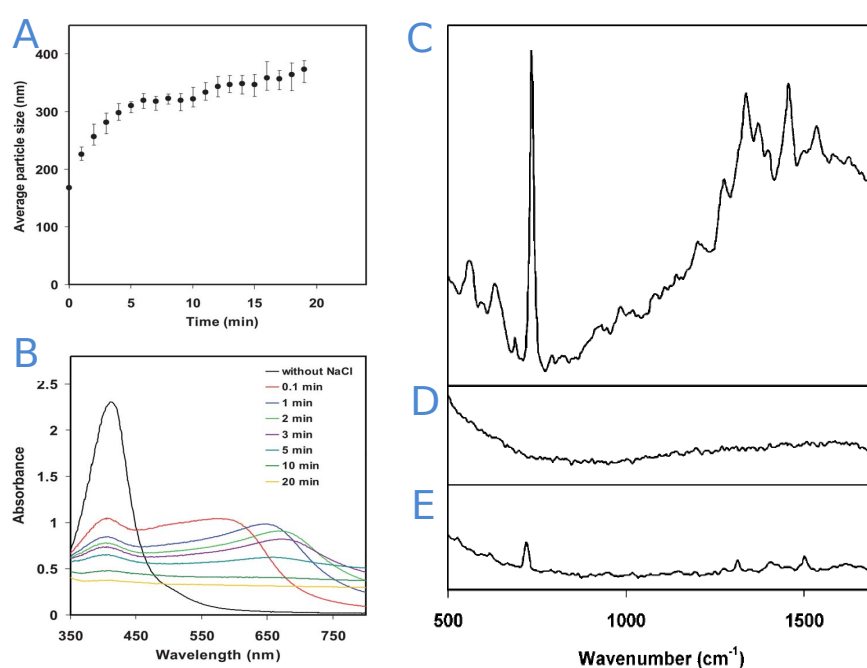 A
400
300
200
100
0
Average particle size (nm)
0 5 10 15 20
Time (min)
B
2.5
2
1.5
1
0.5
0
Absorbance
without NaCl
0.1 min
1 min
2 min
3 min
5 min
10 min
20 min
350 450 550 650 750
Wavelength (nm)
C
D
E
500 1000 1500
Wavenumber (cm⁻¹)